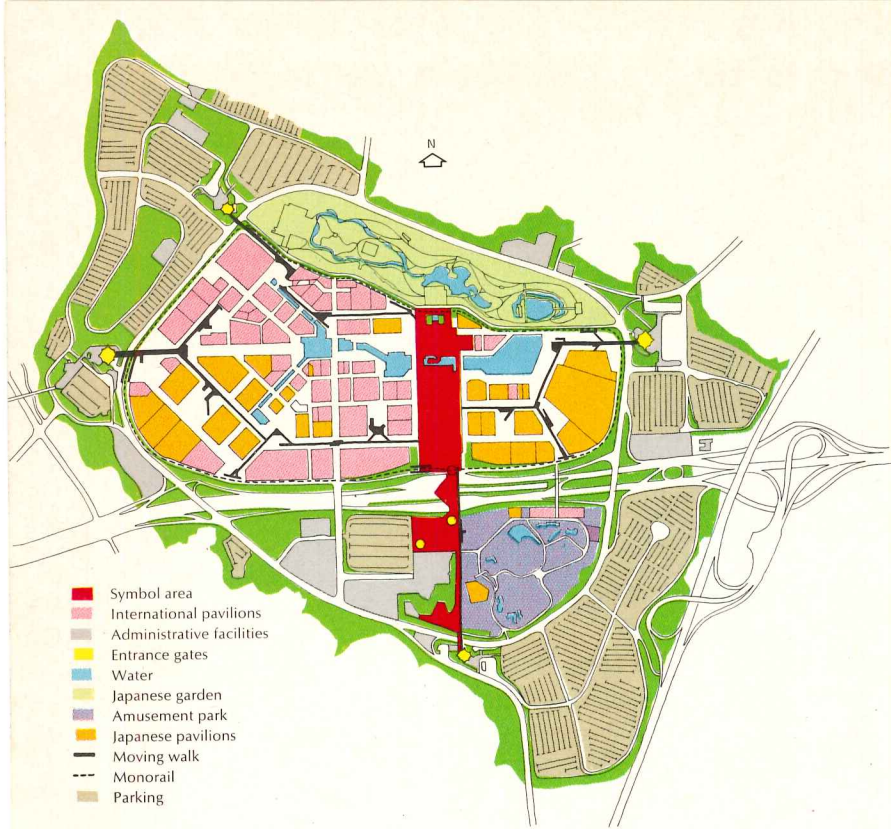 N
Symbol area
International pavilions
Administrative facilities
Entrance gates
Water
Japanese garden
Amusement park
Japanese pavilions
Moving walk
Monorail
Parking